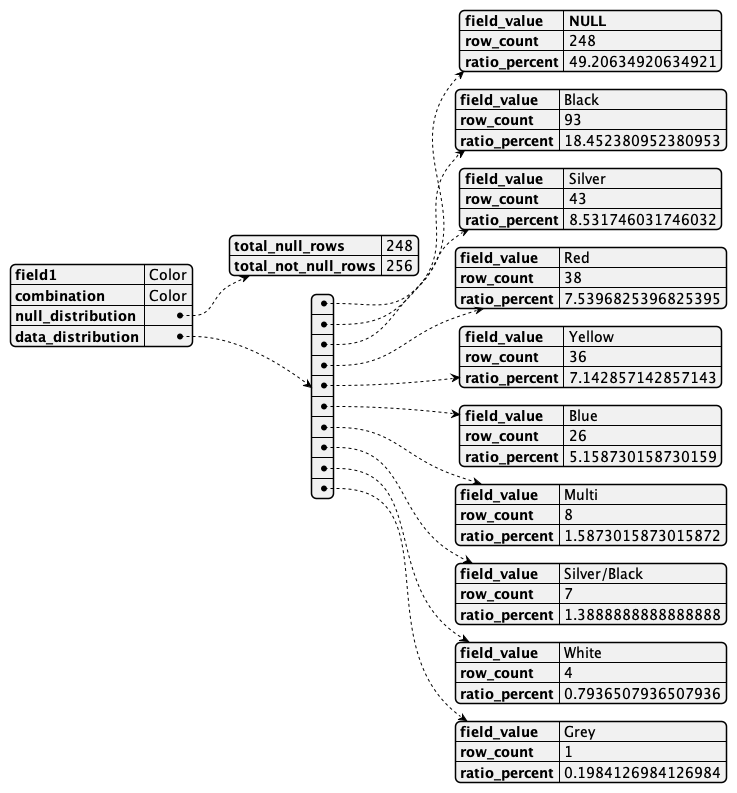 field1 Color
combination Color
null_distribution
data_distribution
total_null_rows 248
total_not_null_rows 256
field_value NULL
row_count 248
ratio_percent 49.20634920634921
field_value Black
row_count 93
ratio_percent 18.452380952380953
field_value Silver
row_count 43
ratio_percent 8.531746031746032
field_value Red
row_count 38
ratio_percent 7.5396825396825395
field_value Yellow
row_count 36
ratio_percent 7.142857142857143
field_value Blue
row_count 26
ratio_percent 5.158730158730159
field_value Multi
row_count 8
ratio_percent 1.5873015873015872
field_value Silver/Black
row_count 7
ratio_percent 1.3888888888888888
field_value White
row_count 4
ratio_percent 0.7936507936507936
field_value Grey
row_count 1
ratio_percent 0.1984126984126984